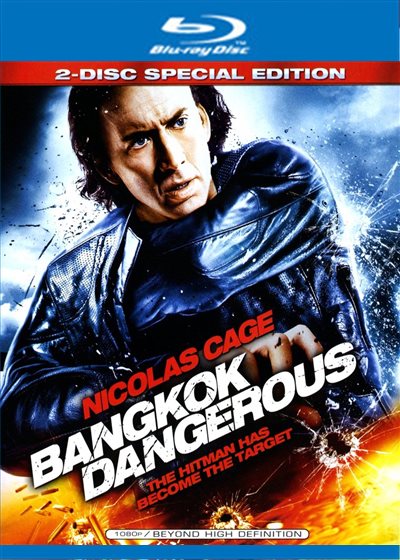 Blu-ray Disc™
2-DISC SPECIAL EDITION
NICOLAS CAGE
BANGKOK
DANGEROUS
THE HITMAN HAS
BECOME THE TARGET
1080P / BEYOND HIGH DEFINITION